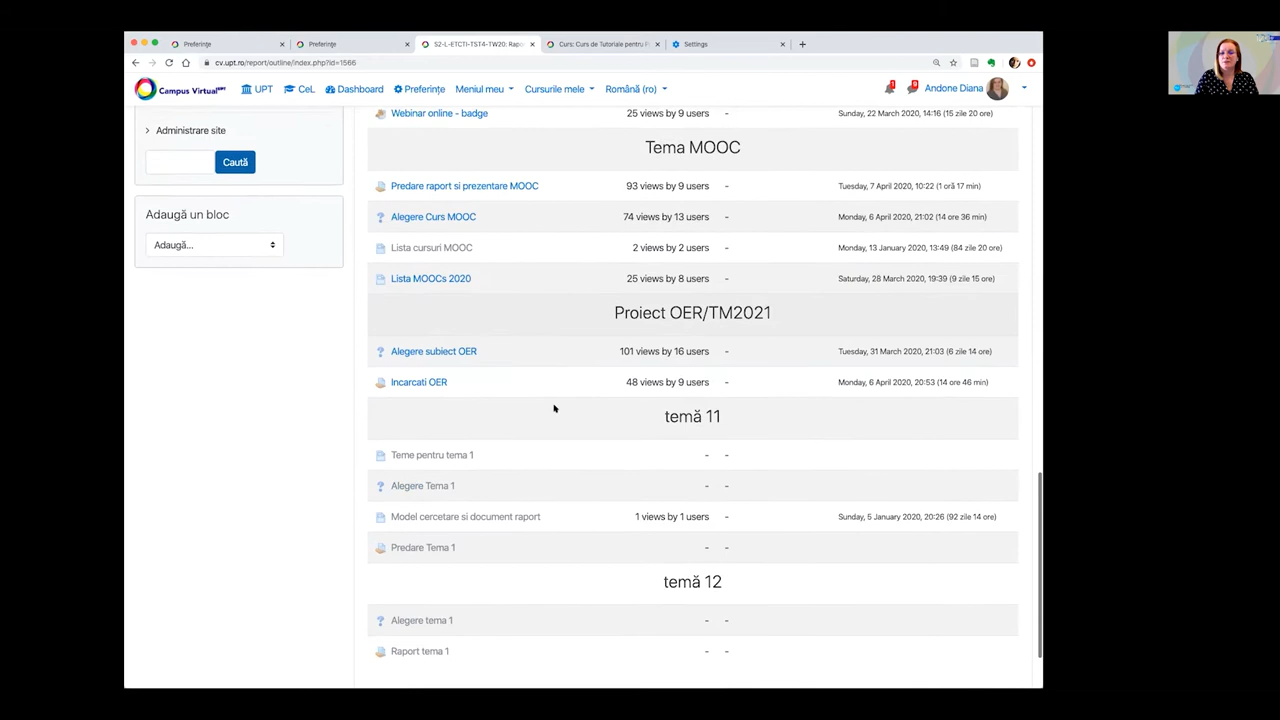 Preferințe
Preferințe
S2-L-ETCTI-TST4-TW20: Rapo
Curs: Curs de Tutoriale pentru P
Settings
cv.upt.ro/report/outline/index.php?id=1566
Campus Virtual UPT
UPT
CeL
Dashboard
Preferințe
Meniul meu
Cursurile mele
Română (ro)
Andone Diana
Administrare site
Caută
Adaugă un bloc
Adaugă...
Webinar online - badge 25 views by 9 users - Sunday, 22 March 2020, 14:16 (15 zile 20 ore)
Tema MOOC
Predare raport si prezentare MOOC 93 views by 9 users - Tuesday, 7 April 2020, 10:22 (1 oră 17 min)
Alegere Curs MOOC 74 views by 13 users - Monday, 6 April 2020, 21:02 (14 ore 36 min)
Lista cursuri MOOC 2 views by 2 users - Monday, 13 January 2020, 13:49 (84 zile 20 ore)
Lista MOOCs 2020 25 views by 8 users - Saturday, 28 March 2020, 19:39 (9 zile 15 ore)
Proiect OER/TM2021
Alegere subiect OER 101 views by 16 users - Tuesday, 31 March 2020, 21:03 (6 zile 14 ore)
Incarcati OER 48 views by 9 users - Monday, 6 April 2020, 20:53 (14 ore 46 min)
temă 11
Teme pentru tema 1 - -
Alegere Tema 1 - -
Model cercetare si document raport 1 views by 1 users - Sunday, 5 January 2020, 20:26 (92 zile 14 ore)
Predare Tema 1 - -
temă 12
Alegere tema 1 - -
Raport tema 1 - -